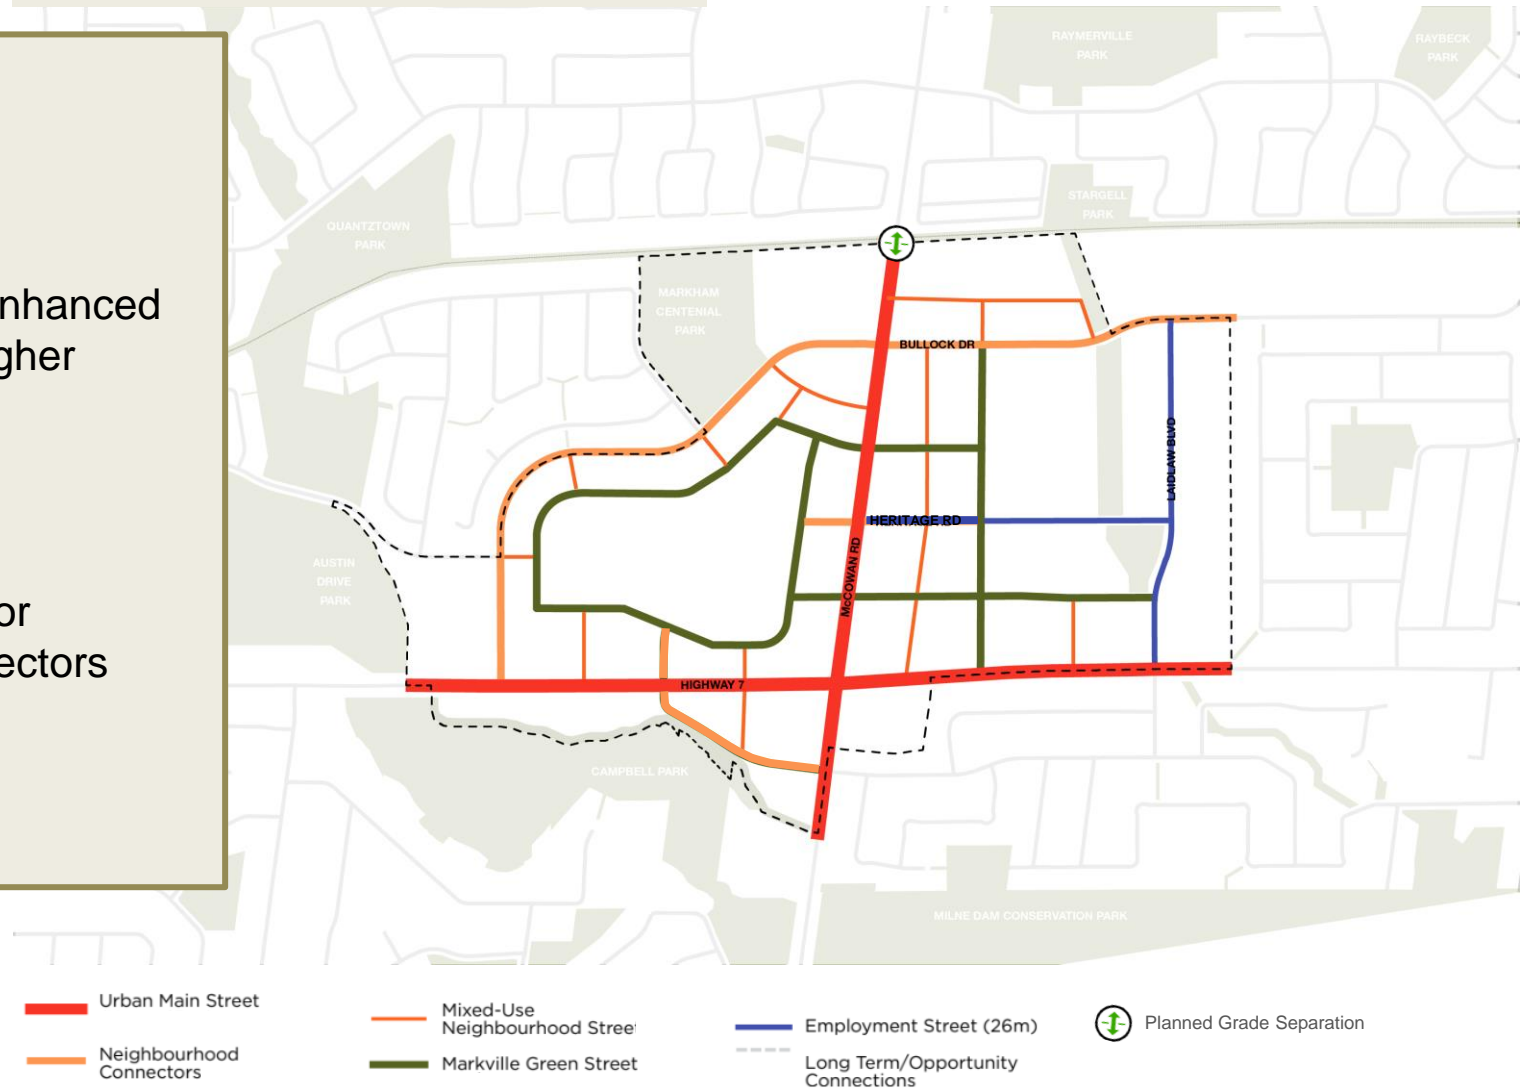 nhanced
gher
or
ectors
RAYMERVILLE
PARK
RAYBECK
PARK
QUANTZTOWN
PARK
STARGELL
PARK
MARKHAM
CENTENIAL
PARK
BULLOCK DR
LAIDLAW BLVD
HERITAGE RD
McCOWAN RD
AUSTIN
DRIVE
PARK
HIGHWAY 7
CAMPBELL PARK
MILNE DAM CONSERVATION PARK
Urban Main Street
Neighbourhood
Connectors
Mixed-Use
Neighbourhood Stree
Markville Green Street
Employment Street (26m)
Long Term/Opportunity
Connections
Planned Grade Separation